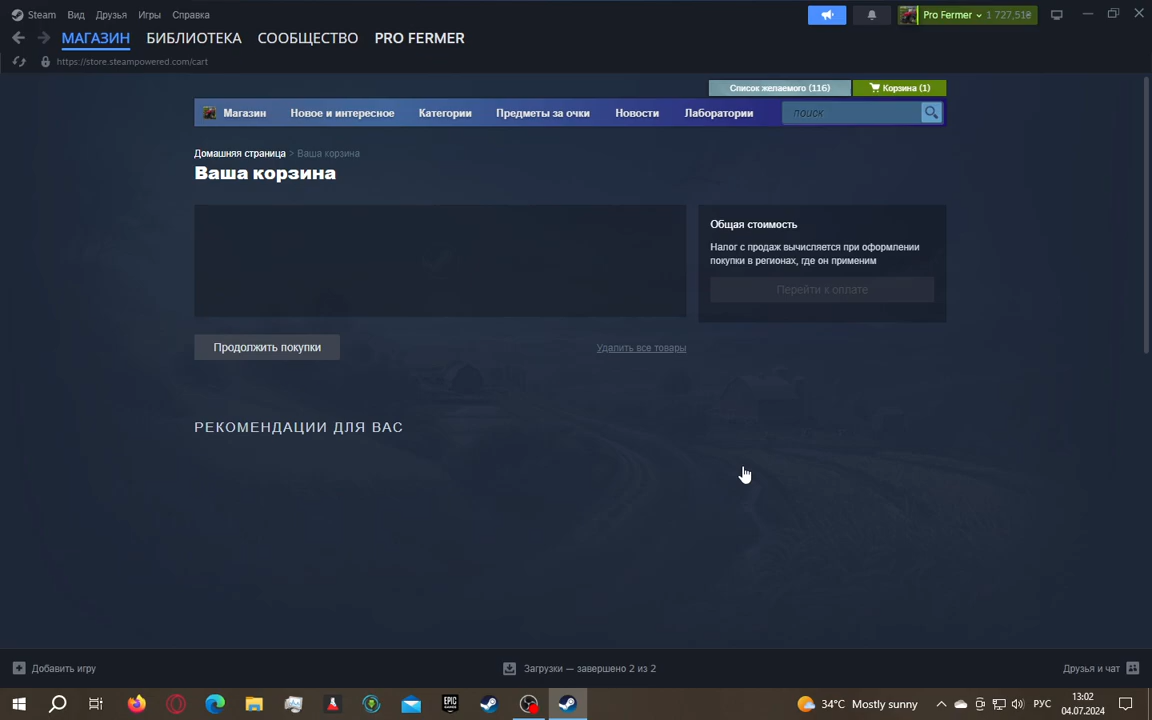 Steam Вид Друзья Игры Справка
Pro Fermer 1 727,51₴
МАГАЗИН БИБЛИОТЕКА СООБЩЕСТВО PRO FERMER
https://store.steampowered.com/cart
Список желаемого (116) Корзина (1)
Магазин Новое и интересное Категории Предметы за очки Новости Лаборатории поиск
Домашняя страница > Ваша корзина
Ваша корзина
Общая стоимость
Налог с продаж вычисляется при оформлении
покупки в регионах, где он применим
Перейти к оплате
Продолжить покупки Удалить все товары
РЕКОМЕНДАЦИИ ДЛЯ ВАС
Добавить игру Загрузки — завершено 2 из 2 Друзья и чат
EPIC GAMES 34°C Mostly sunny РУС 13:02
04.07.2024